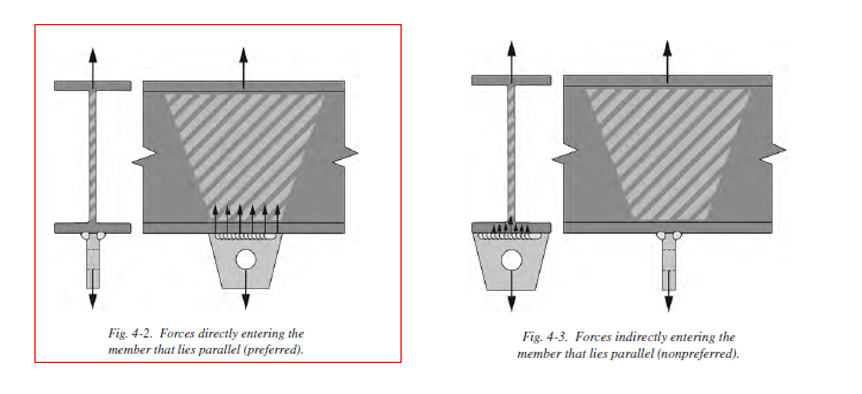 Fig. 4-2. Forces directly entering the
member that lies parallel (preferred).
Fig. 4-3. Forces indirectly entering the
member that lies parallel (nonpreferred).